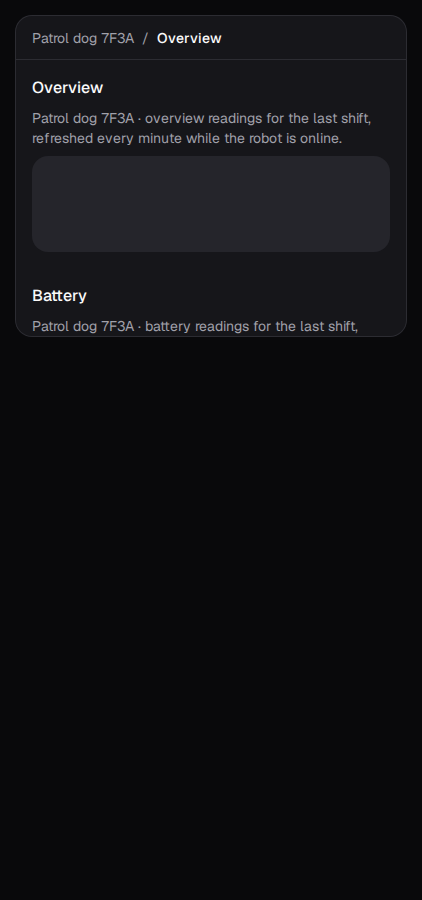 Patrol dog 7F3A / Overview
Overview
Patrol dog 7F3A · overview readings for the last shift,
refreshed every minute while the robot is online.
Battery
Patrol dog 7F3A · battery readings for the last shift,